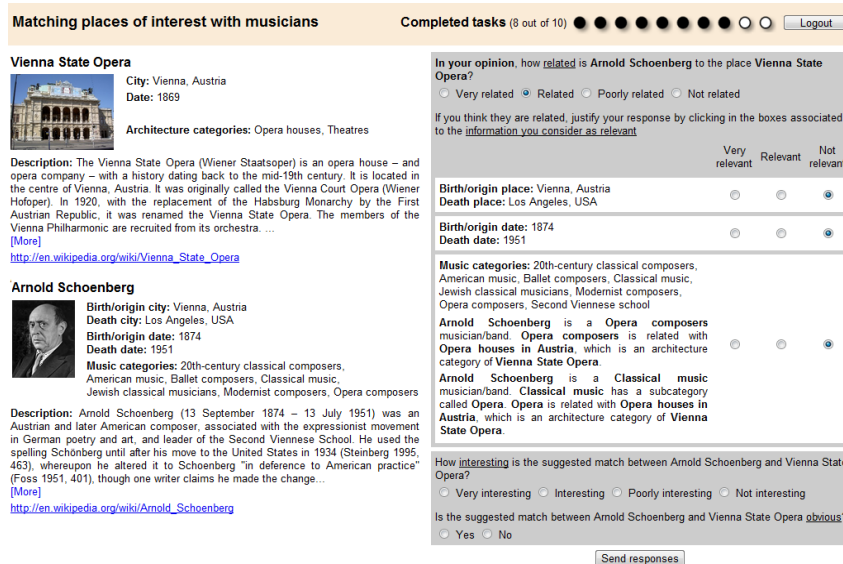 Matching places of interest with musicians
Completed tasks (8 out of 10)
Logout
Vienna State Opera
City: Vienna, Austria
Date: 1869
Architecture categories: Opera houses, Theatres
Description: The Vienna State Opera (Wiener Staatsoper) is an opera house – and
opera company – with a history dating back to the mid-19th century. It is located in
the centre of Vienna, Austria. It was originally called the Vienna Court Opera (Wiener
Hofoper). In 1920, with the replacement of the Habsburg Monarchy by the First
Austrian Republic, it was renamed the Vienna State Opera. The members of the
Vienna Philharmonic are recruited from its orchestra. ...
[More]
http://en.wikipedia.org/wiki/Vienna_State_Opera
Arnold Schoenberg
Birth/origin city: Vienna, Austria
Death city: Los Angeles, USA
Birth/origin date: 1874
Death date: 1951
Music categories: 20th-century classical composers,
American music, Ballet composers, Classical music,
Jewish classical musicians, Modernist composers, Opera composers
Description: Arnold Schoenberg (13 September 1874 – 13 July 1951) was an
Austrian and later American composer, associated with the expressionist movement
in German poetry and art, and leader of the Second Viennese School. He used the
spelling Schönberg until after his move to the United States in 1934 (Steinberg 1995,
463), whereupon he altered it to Schoenberg "in deference to American practice"
(Foss 1951, 401), though one writer claims he made the change...
[More]
http://en.wikipedia.org/wiki/Arnold_Schoenberg
In your opinion, how related is Arnold Schoenberg to the place Vienna State
Opera?
Very related Related Poorly related Not related
If you think they are related, justify your response by clicking in the boxes associated
to the information you consider as relevant
Very relevant
Relevant
Not relevant
Birth/origin place: Vienna, Austria
Death place: Los Angeles, USA
Birth/origin date: 1874
Death date: 1951
Music categories: 20th-century classical composers,
American music, Ballet composers, Classical music,
Jewish classical musicians, Modernist composers,
Opera composers, Second Viennese school
Arnold Schoenberg is a Opera composers
musician/band. Opera composers is related with
Opera houses in Austria, which is an architecture
category of Vienna State Opera.
Arnold Schoenberg is a Classical music
musician/band. Classical music has a subcategory
called Opera. Opera is related with Opera houses in
Austria, which is an architecture category of Vienna
State Opera.
How interesting is the suggested match between Arnold Schoenberg and Vienna State
Opera?
Very interesting Interesting Poorly interesting Not interesting
Is the suggested match between Arnold Schoenberg and Vienna State Opera obvious?
Yes No
Send responses